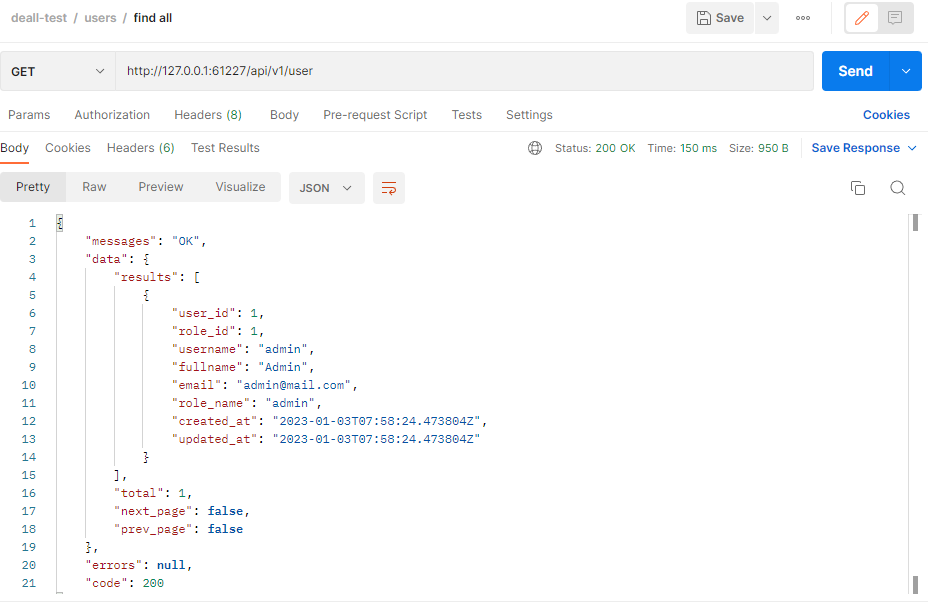 deall-test / users / find all
Save
GET
http://127.0.0.1:61227/api/v1/user
Send
Params Authorization Headers (8) Body Pre-request Script Tests Settings Cookies
Body Cookies Headers (6) Test Results Status: 200 OK Time: 150 ms Size: 950 B Save Response
Pretty Raw Preview Visualize JSON
1 {
2 "messages": "OK",
3 "data": {
4 "results": [
5 {
6 "user_id": 1,
7 "role_id": 1,
8 "username": "admin",
9 "fullname": "Admin",
10 "email": "admin@mail.com",
11 "role_name": "admin",
12 "created_at": "2023-01-03T07:58:24.473804Z",
13 "updated_at": "2023-01-03T07:58:24.473804Z"
14 }
15 ],
16 "total": 1,
17 "next_page": false,
18 "prev_page": false
19 },
20 "errors": null,
21 "code": 200